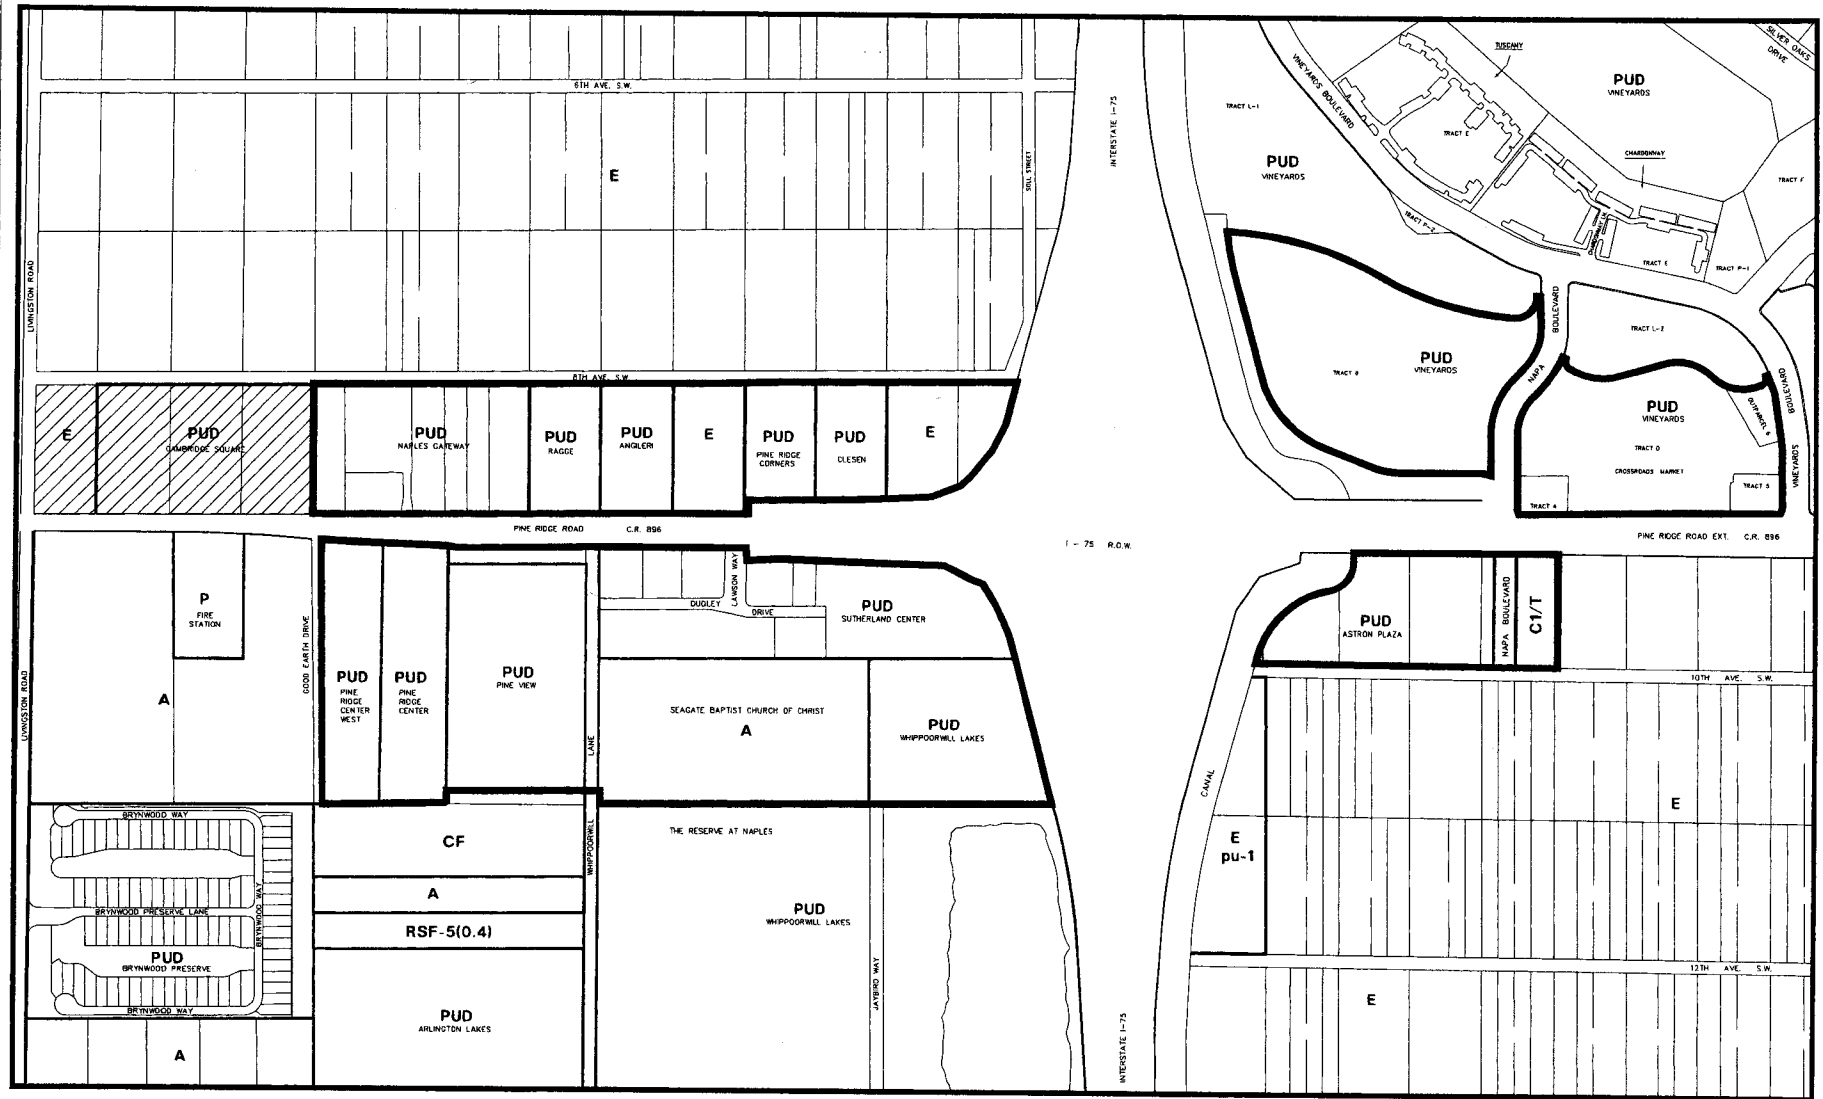 6TH AVE. S.W.
E
SOLL STREET
INTERSTATE I-75
LIVINGSTON ROAD
8TH AVE. S.W.
E
PUD
CAMBRIDGE SQUARE
PUD
NAPLES GATEWAY
PUD
RAGGE
PUD
ANGILERI
E
PUD
PINE RIDGE
CORNERS
PUD
CLESEN
E
PINE RIDGE ROAD C.R. 896
I - 75 R.O.W.
TUSCANY
SILVER OAKS
DRIVE
PUD
VINEYARDS
VINEYARDS BOULEVARD
TRACT L-1
TRACT E
CHARDONNAY
TRACT F
PUD
VINEYARDS
TRACT P-2
TRACT E
TRACT P-1
BOULEVARD
NAPA
TRACT L-2
PUD
VINEYARDS
TRACT B
BOULEVARD
VINEYARDS
PUD
VINEYARDS
OUTPARCEL 6
TRACT D
CROSSROADS MARKET
TRACT 5
TRACT A
PINE RIDGE ROAD EXT. C.R. 896
P
FIRE
STATION
A
LIVINGSTON ROAD
GOOD EARTH DRIVE
PUD
PINE
RIDGE
CENTER
WEST
PUD
PINE
RIDGE
CENTER
PUD
PINE VIEW
LANE
WHIPPOORWILL
DUDLEY
DRIVE
LAWSON WAY
PUD
SUTHERLAND CENTER
SEAGATE BAPTIST CHURCH OF CHRIST
A
PUD
WHIPPOORWILL LAKES
PUD
ASTRON PLAZA
NAPA BOULEVARD
C1/T
10TH AVE. S.W.
CANAL
E
pu-1
E
12TH AVE. S.W.
E
BRYNWOOD WAY
BRYNWOOD PRESERVE LANE
BRYNWOOD WAY
PUD
BRYNWOOD PRESERVE
BRYNWOOD WAY
A
CF
A
RSF-5(0.4)
PUD
ARLINGTON LAKES
THE RESERVE AT NAPLES
PUD
WHIPPOORWILL LAKES
JAYBIRD WAY
INTERSTATE I-75